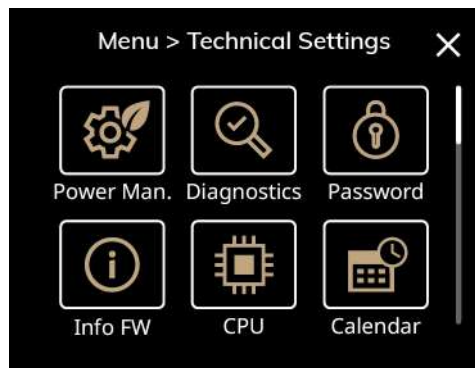 Menu > Technical Settings
Power Man. Diagnostics Password
Info FW CPU Calendar